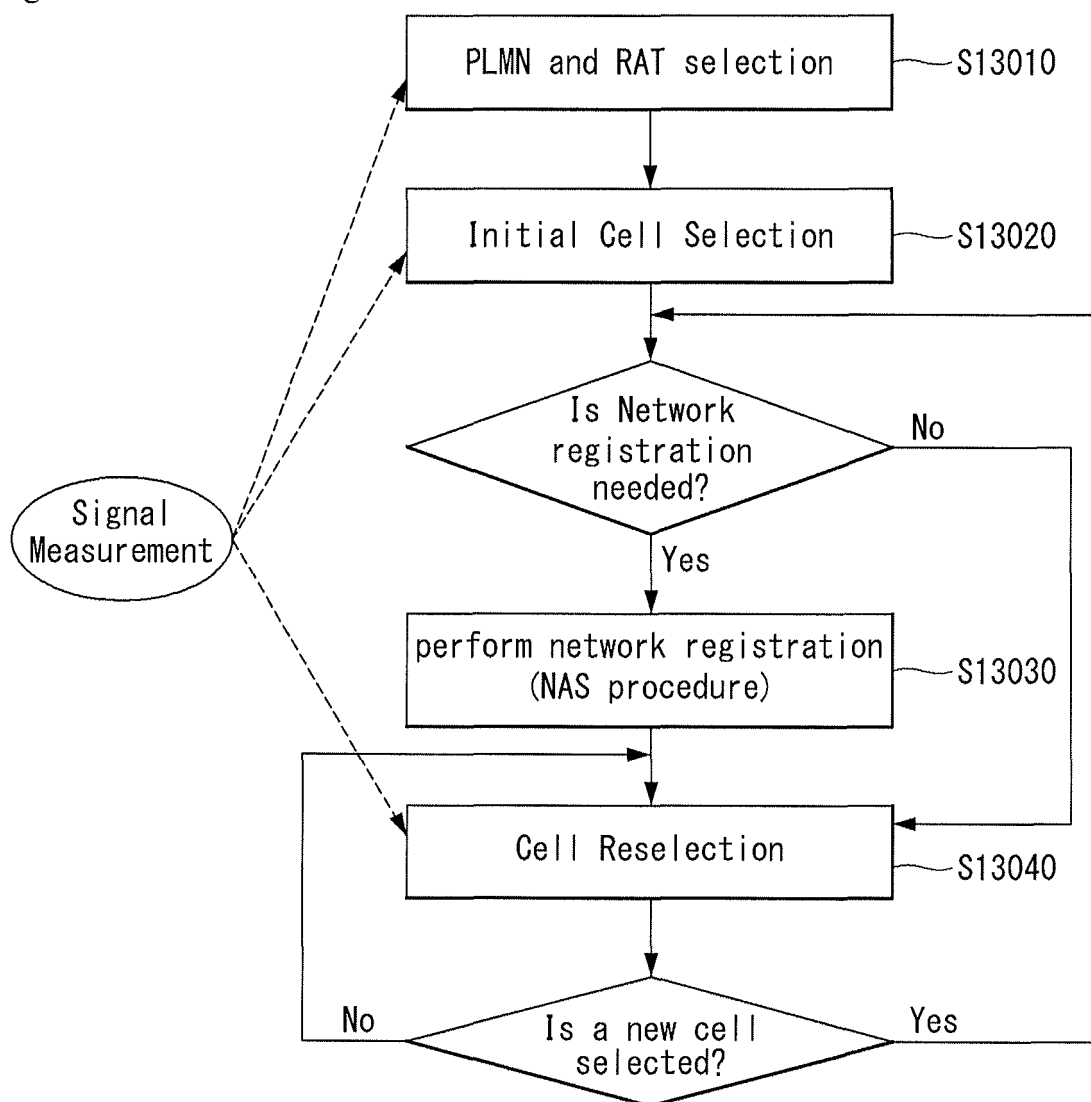 PLMN and RAT selection
S13010
Initial Cell Selection
S13020
Is Network
registration
needed?
No
Signal
Measurement
Yes
perform network registration
(NAS procedure)
S13030
Cell Reselection
S13040
No
Is a new cell
selected?
Yes